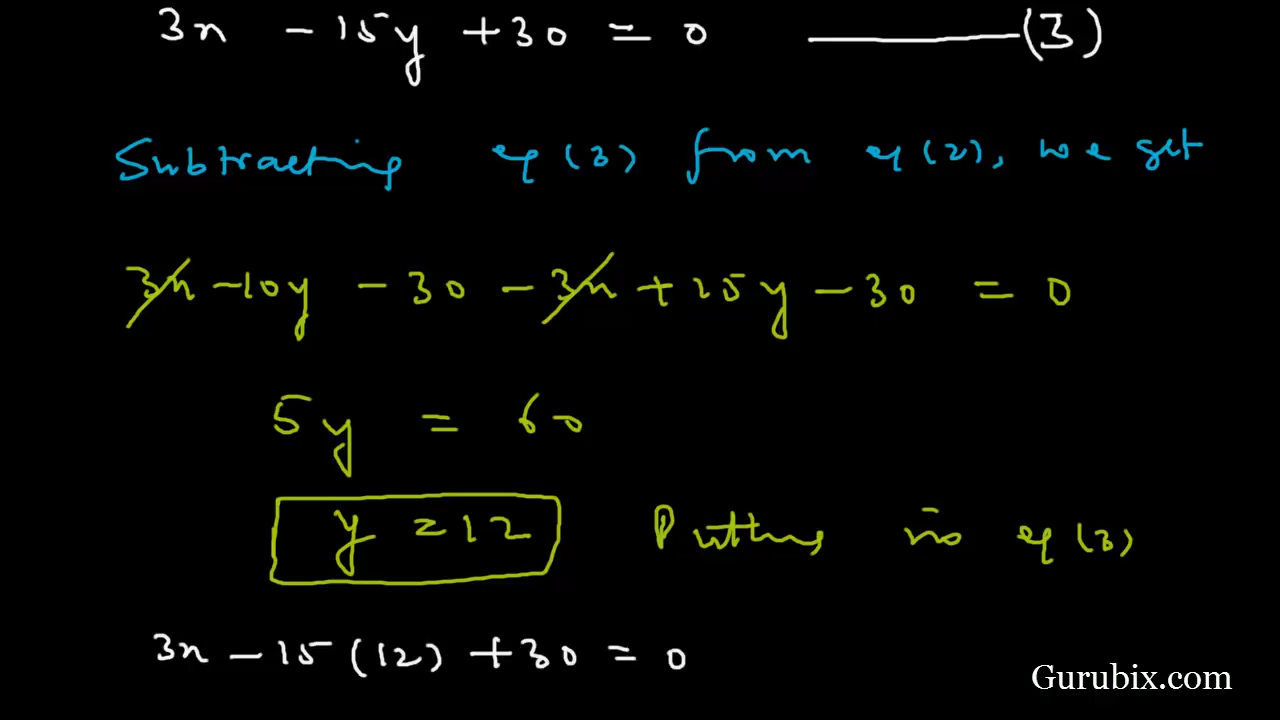 3x - 15y + 30 = 0 ———— (3)
Subtracting eq (3) from eq (2), we get
3x - 10y - 30 - 3x + 15y - 30 = 0
5y = 60
y = 12 Putting in eq (3)
3x - 15 (12) + 30 = 0
Gurubix.com